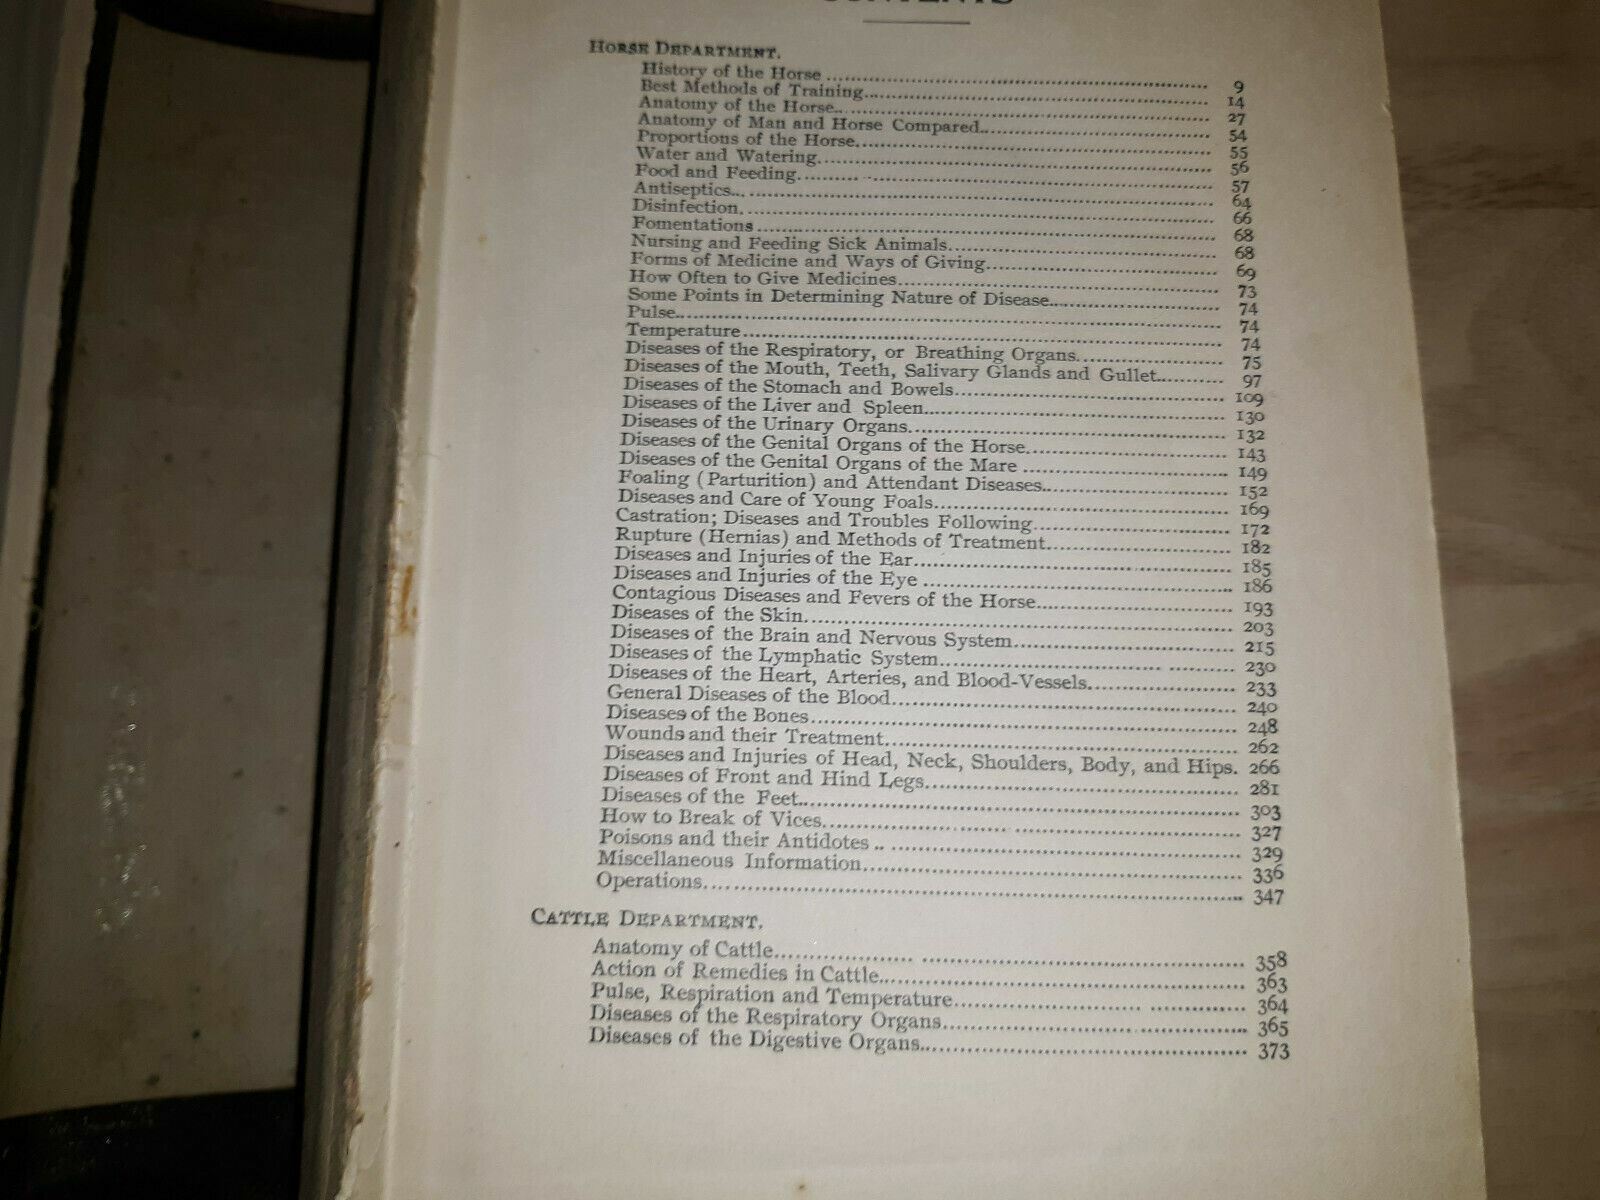 CONTENTS
HORSE DEPARTMENT.
History of the Horse ........ 9
Best Methods of Training........ 14
Anatomy of the Horse........ 27
Anatomy of Man and Horse Compared........ 54
Proportions of the Horse........ 55
Water and Watering........ 56
Food and Feeding........ 57
Antiseptics........ 64
Disinfection........ 66
Fomentations........ 68
Nursing and Feeding Sick Animals........ 68
Forms of Medicine and Ways of Giving........ 69
How Often to Give Medicines........ 73
Some Points in Determining Nature of Disease........ 74
Pulse........ 74
Temperature........ 74
Diseases of the Respiratory, or Breathing Organs........ 75
Diseases of the Mouth, Teeth, Salivary Glands and Gullet........ 97
Diseases of the Stomach and Bowels........ 109
Diseases of the Liver and Spleen........ 130
Diseases of the Urinary Organs........ 132
Diseases of the Genital Organs of the Horse........ 143
Diseases of the Genital Organs of the Mare ........ 149
Foaling (Parturition) and Attendant Diseases........ 152
Diseases and Care of Young Foals........ 169
Castration; Diseases and Troubles Following........ 172
Rupture (Hernias) and Methods of Treatment........ 182
Diseases and Injuries of the Ear........ 185
Diseases and Injuries of the Eye ........ 186
Contagious Diseases and Fevers of the Horse........ 193
Diseases of the Skin........ 203
Diseases of the Brain and Nervous System........ 215
Diseases of the Lymphatic System........ 230
Diseases of the Heart, Arteries, and Blood-Vessels........ 233
General Diseases of the Blood........ 240
Diseases of the Bones........ 248
Wounds and their Treatment........ 262
Diseases and Injuries of Head, Neck, Shoulders, Body, and Hips. 266
Diseases of Front and Hind Legs........ 281
Diseases of the Feet........ 303
How to Break of Vices........ 327
Poisons and their Antidotes ........ 329
Miscellaneous Information........ 336
Operations........ 347
CATTLE DEPARTMENT.
Anatomy of Cattle........ 358
Action of Remedies in Cattle........ 363
Pulse, Respiration and Temperature........ 364
Diseases of the Respiratory Organs........ 365
Diseases of the Digestive Organs........ 373